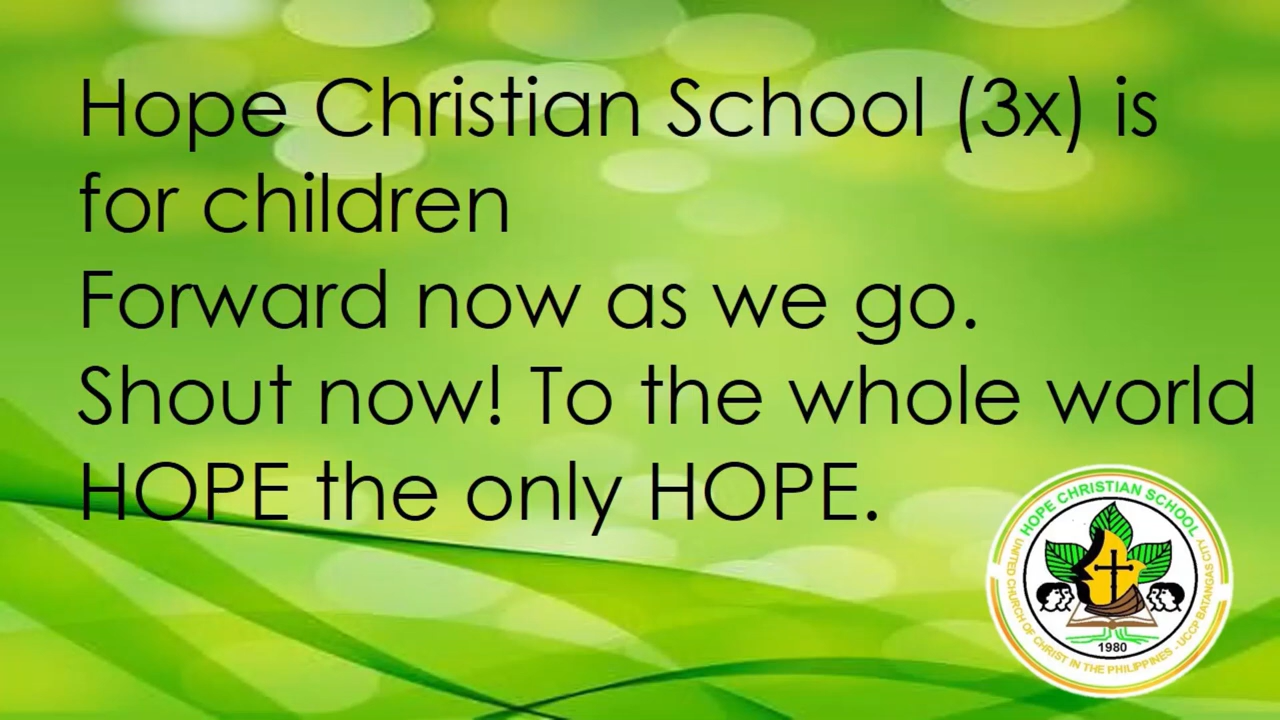 Hope Christian School (3x) is
for children
Forward now as we go.
Shout now! To the whole world
HOPE the only HOPE.
HOPE CHRISTIAN SCHOOL
UNITED CHURCH OF CHRIST IN THE PHILIPPINES - UCCP BATANGAS CITY
1980